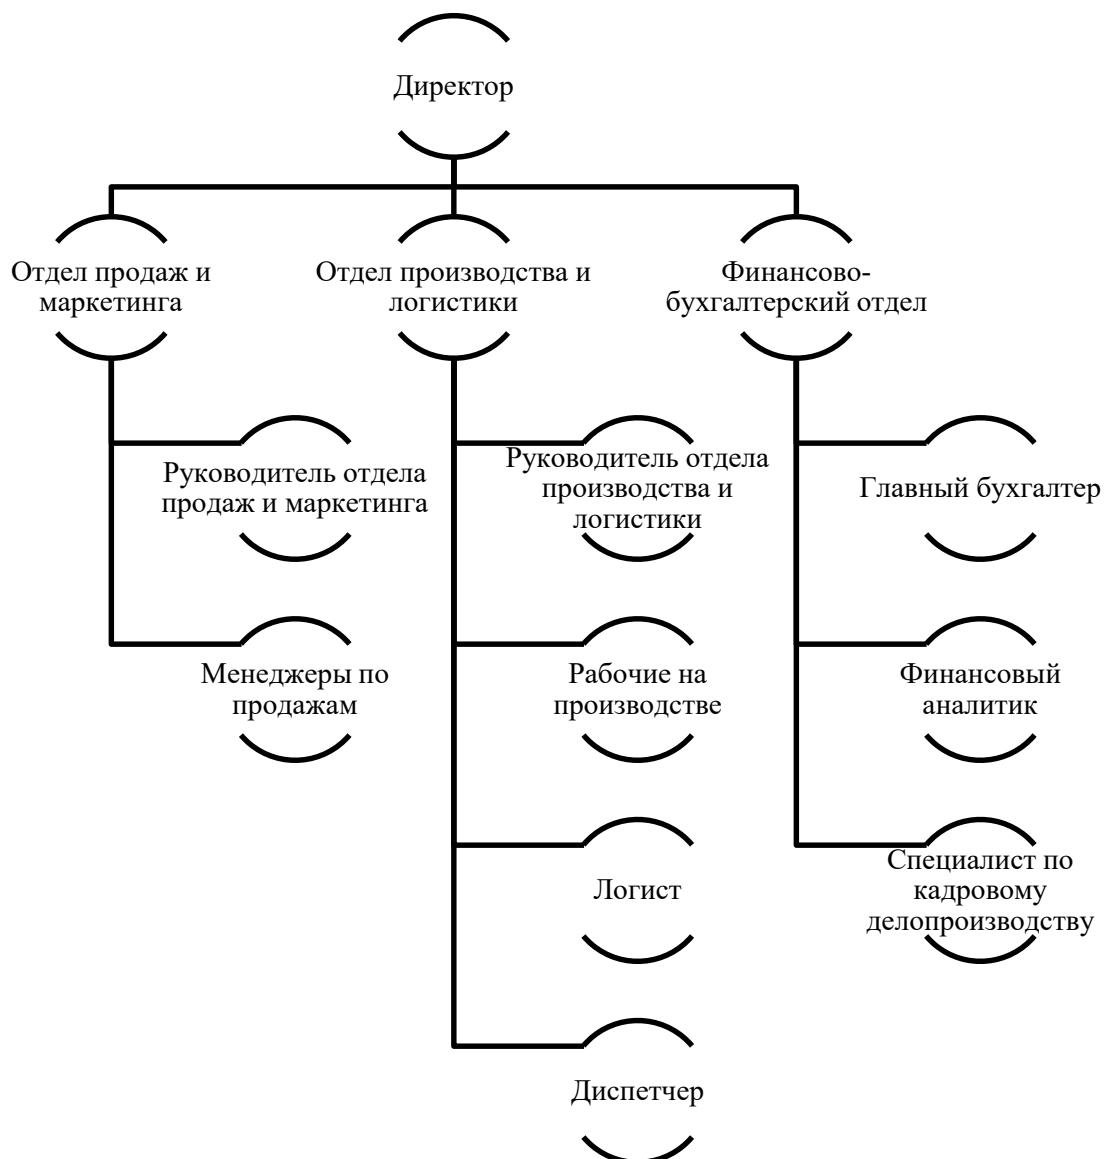 Директор
Отдел продаж и
маркетинга
Отдел производства и
логистики
Финансово-
бухгалтерский отдел
Руководитель отдела
продаж и маркетинга
Руководитель отдела
производства и
логистики
Главный бухгалтер
Менеджеры по
продажам
Рабочие на
производстве
Финансовый
аналитик
Логист
Специалист по
кадровому
делопроизводству
Диспетчер